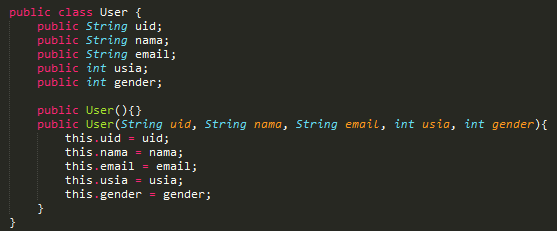 public class User {
    public String uid;
    public String nama;
    public String email;
    public int usia;
    public int gender;

    public User(){}
    public User(String uid, String nama, String email, int usia, int gender){
        this.uid = uid;
        this.nama = nama;
        this.email = email;
        this.usia = usia;
        this.gender = gender;
    }
}